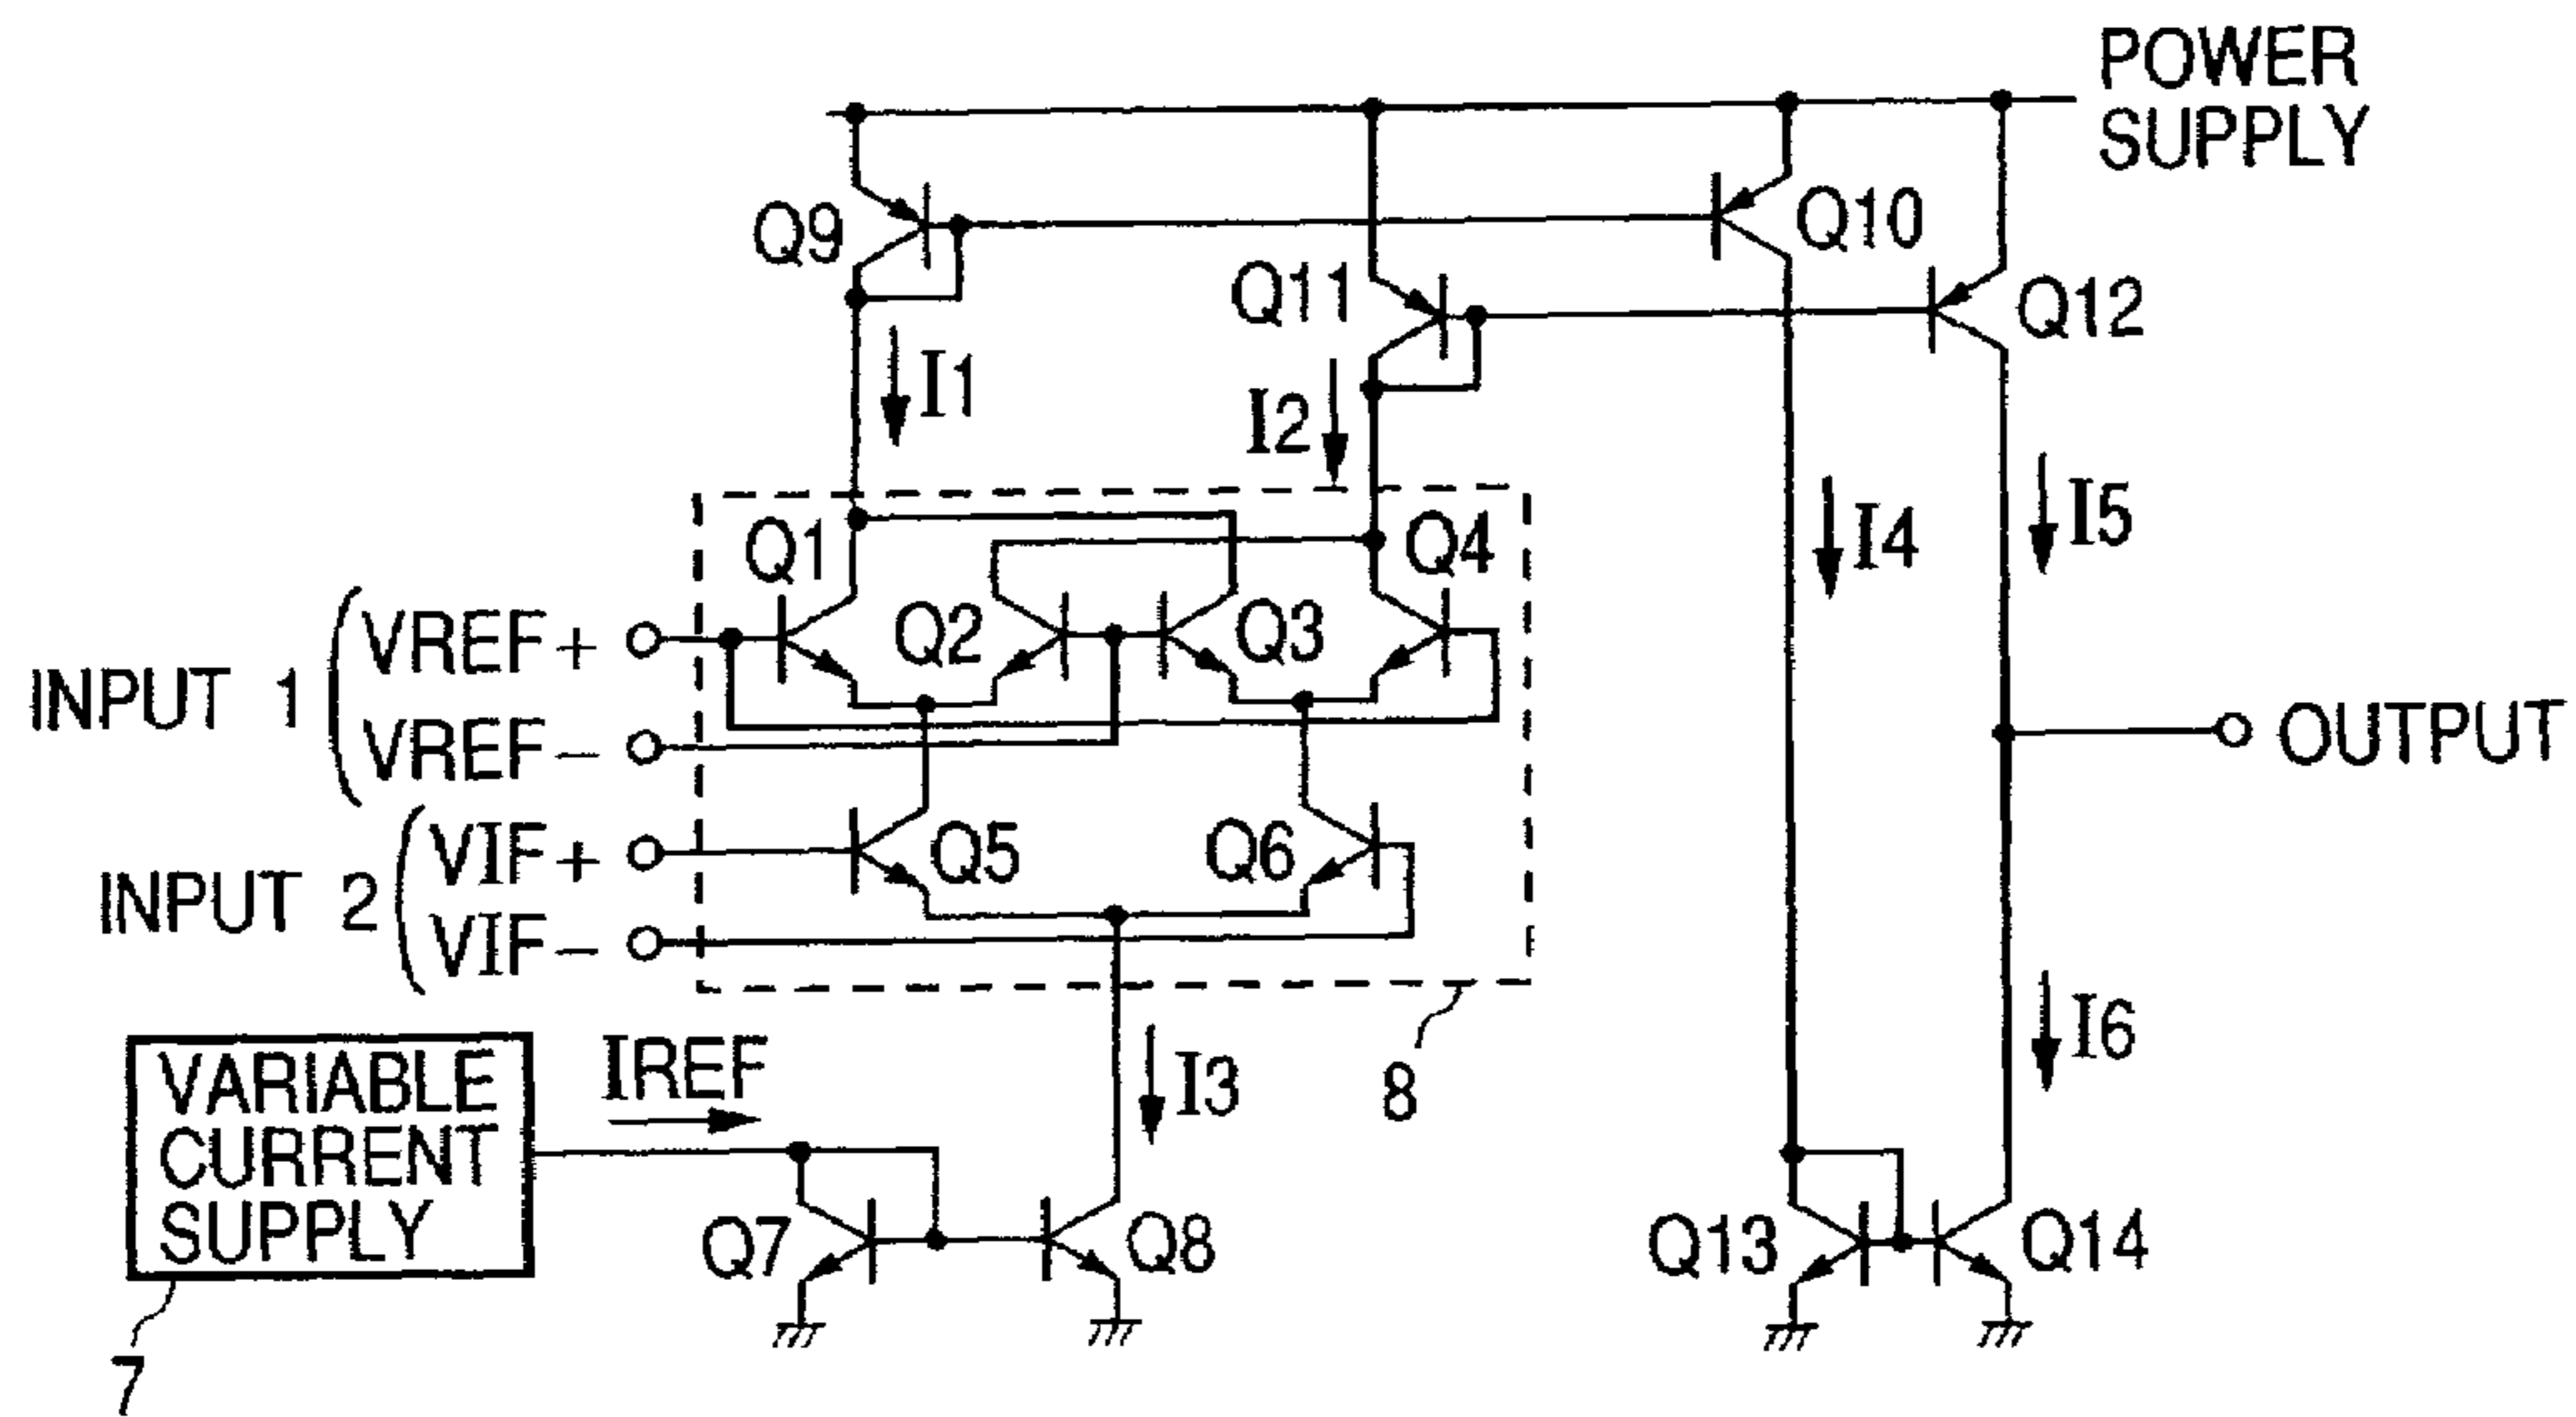 POWER
SUPPLY
Q9
Q10
Q11
Q12
I1
I2
I4
I5
Q1
Q4
Q2
Q3
INPUT 1
VREF+
VREF-
OUTPUT
INPUT 2
VIF+
VIF-
Q5
Q6
VARIABLE
CURRENT
SUPPLY
IREF
I3
8
I6
Q7
Q8
Q13
Q14
7